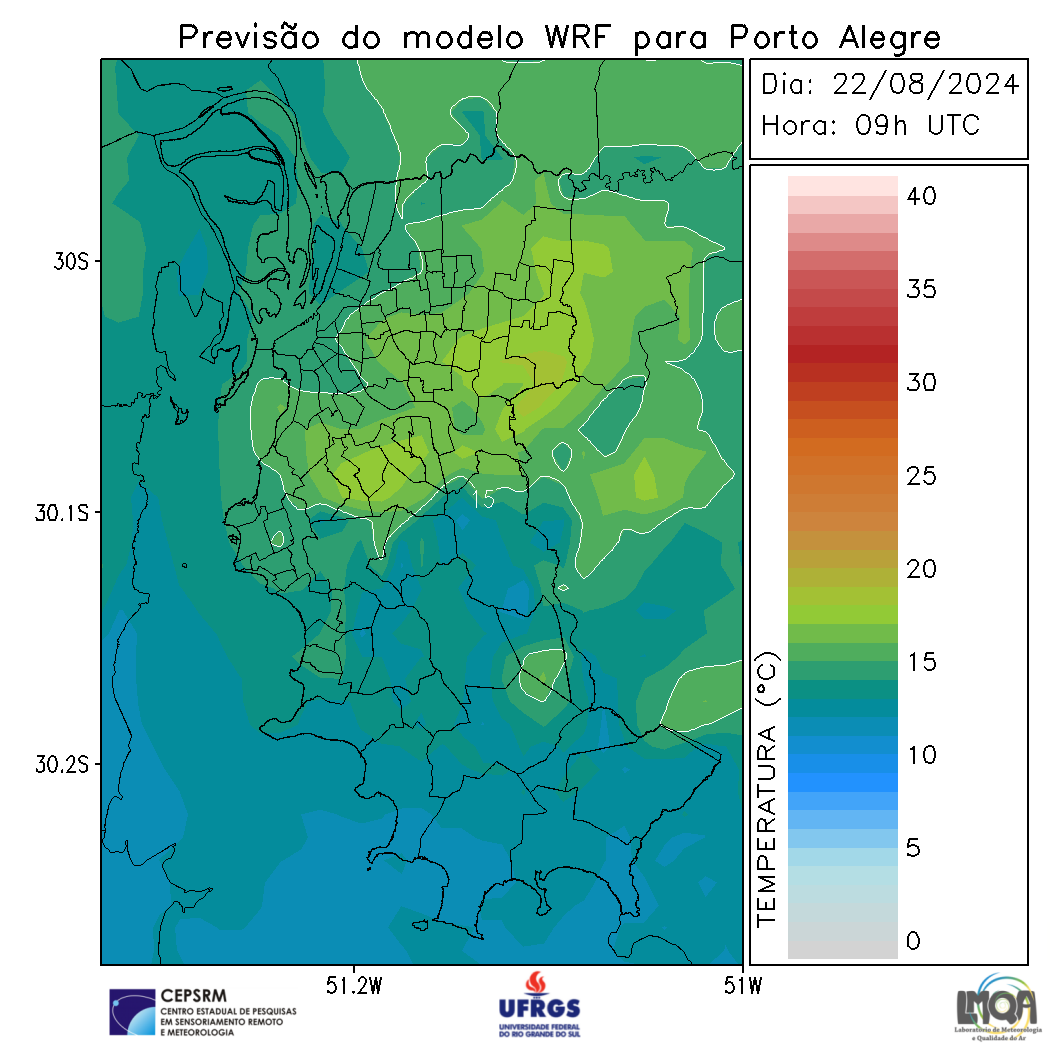 Previsão do modelo WRF para Porto Alegre
Dia: 22/08/2024
Hora: 09h UTC
30S
30.1S
30.2S
51.2W
51W
15
TEMPERATURA (°C)
40
35
30
25
20
15
10
5
0
CEPSRM
CENTRO ESTADUAL DE PESQUISAS
EM SENSORIAMENTO REMOTO
E METEOROLOGIA
UFRGS
UNIVERSIDADE FEDERAL
DO RIO GRANDE DO SUL
LMQA
Laboratório de Meteorologia
e Qualidade do Ar